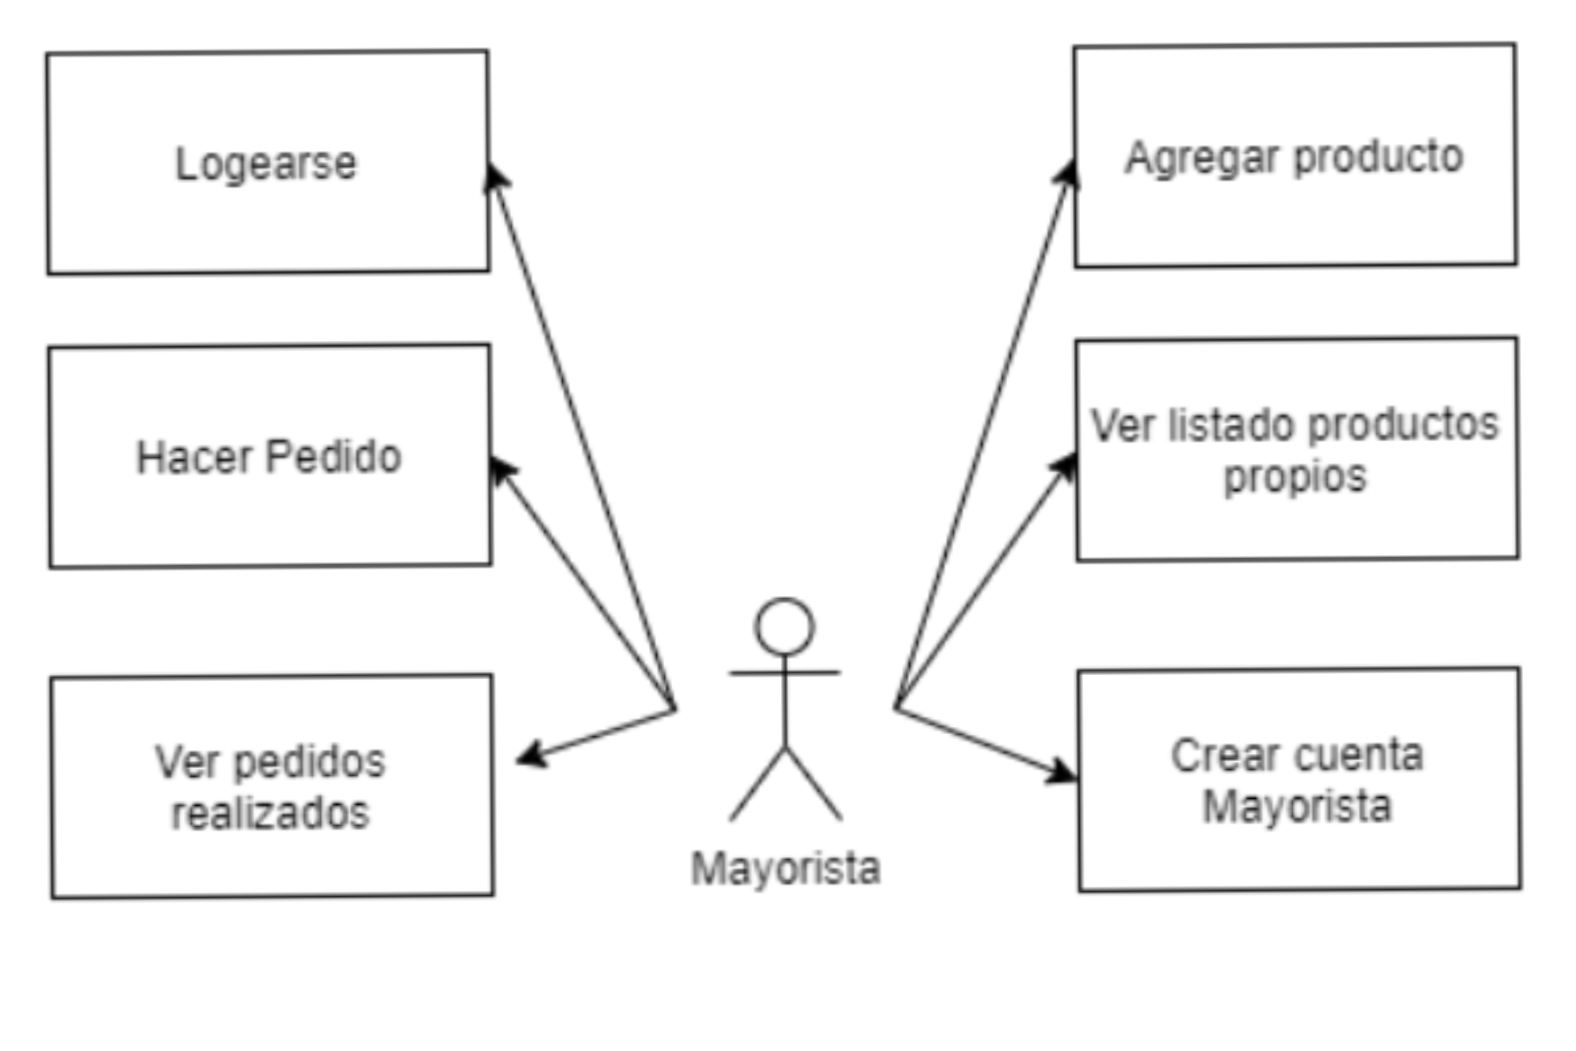 Logearse
Agregar producto
Hacer Pedido
Ver listado productos
propios
Ver pedidos
realizados
Crear cuenta
Mayorista
Mayorista